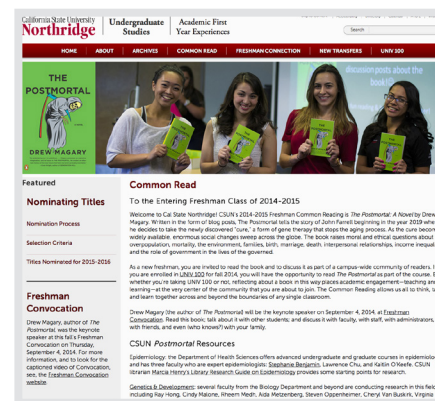 California State University
Northridge
Undergraduate
Studies
Academic First
Year Experiences
Search
HOME
ABOUT
ARCHIVES
COMMON READ
FRESHMAN CONNECTION
NEW TRANSFERS
UNIV 100
THE
POSTMORTAL
DREW MAGARY
discussion posts about the
book10
Featured
Nominating Titles
Nomination Process
Selection Criteria
Titles Nominated for 2015-2016
Freshman
Convocation
Drew Magary, author of The
Postmortal, was the keynote
speaker at this fall's Freshman
Convocation on Thursday,
September 4, 2014. For more
information, and to look for the
captioned video of Convocation,
see, the Freshman Convocation
website.
Common Read
To the Entering Freshman Class of 2014-2015
Welcome to Cal State Northridge! CSUN's 2014-2015 Freshman Common Reading is The Postmortal: A Novel by Drew
Magary. Written in the form of blog posts, The Postmortal tells the story of John Farrell beginning in the year 2019 whe
he decides to take the newly discovered "cure," a form of gene therapy that stops the aging process. As the cure becom
widely available, enormous social changes sweep across the globe. The book raises moral and ethical questions about
overpopulation, mortality, the environment, families, birth, marriage, death, interpersonal relationships, income inequal
and the role of government in the lives of the governed.
As a new freshman, you are invited to read the book and to discuss it as part of a campus-wide community of readers. I
you are enrolled in UNIV 100 for fall 2014, you will have the opportunity to read The Postmortal as part of the course. B
whether you're taking UNIV 100 or not, reflecting about a book in this way places academic engagement—teaching an
learning—at the very center of the community that you are about to join. The Common Reading allows us all to think, t
and learn together across and beyond the boundaries of any single classroom.
Drew Magary (the author of The Postmortal) will be the keynote speaker on September 4, 2014, at Freshman
Convocation. Read this book; talk about it with other students; and discuss it with faculty, with staff, with administrators,
with friends, and even (who knows?) with your family.
CSUN Postmortal Resources
Epidemiology: the Department of Health Sciences offers advanced undergraduate and graduate courses in epidemiolo
and has three faculty who are expert epidemiologists: Stephanie Benjamin, Lawrence Chu, and Kaitlin O'Keefe. CSUN
librarian Marcia Henry's Library Research Guide on Epidemiology provides some starting points for research.
Genetics & Development: several faculty from the Biology Department and beyond are conducting research in this field
including Ray Hong, Cindy Malone, Rheem Medh, Aida Metzenberg, Steven Oppenheimer, Cheryl Van Buskirk, Virginia